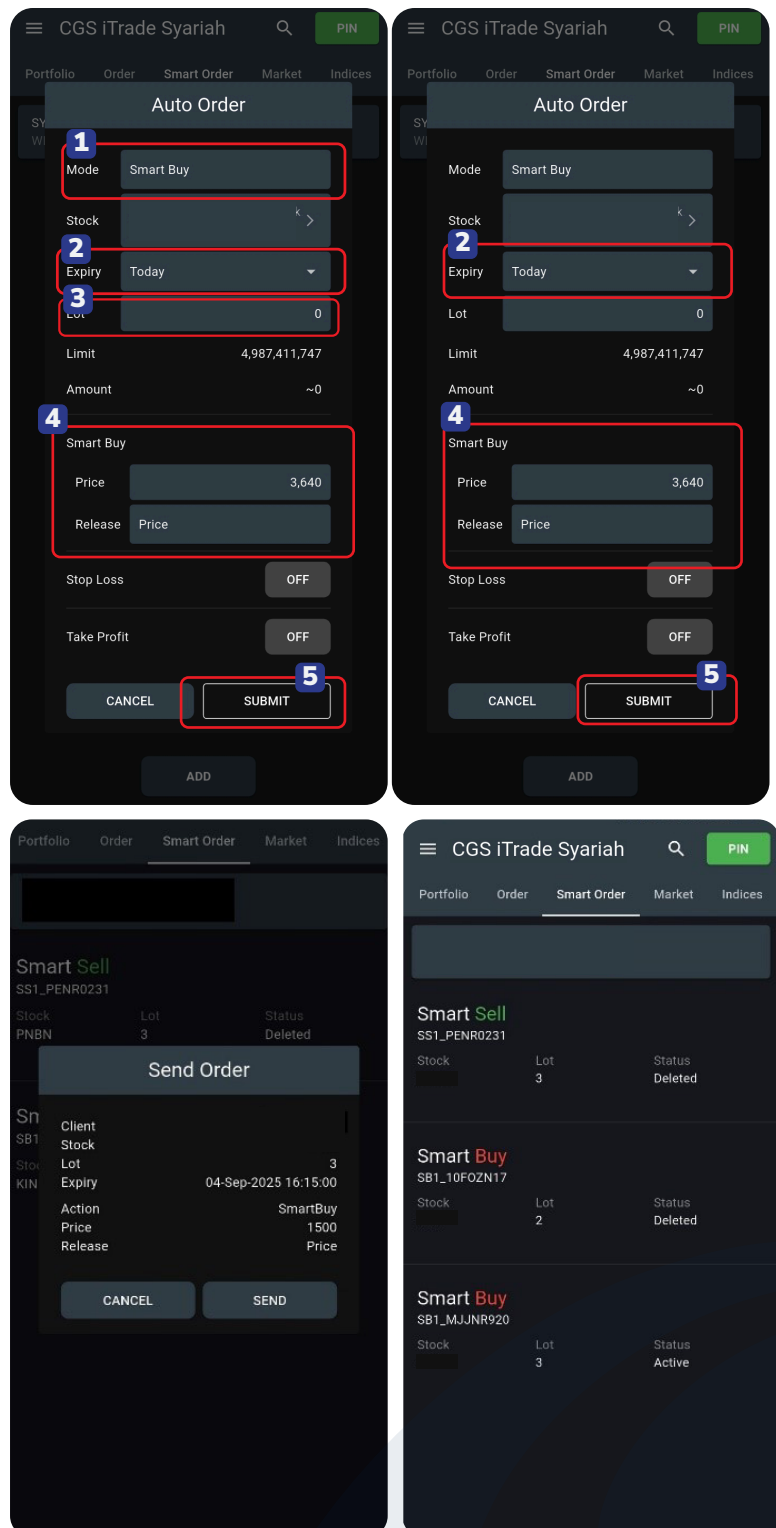 CGS iTrade Syariah PIN
Portfolio Order Smart Order Market Indices
SY
WI
Auto Order
1
Mode Smart Buy
Stock k
2
Expiry Today
3
Lot 0
Limit 4,987,411,747
Amount ~0
4
Smart Buy
Price 3,640
Release Price
Stop Loss OFF
Take Profit OFF
5
CANCEL SUBMIT
ADD
CGS iTrade Syariah PIN
Portfolio Order Smart Order Market Indices
SY
WI
Auto Order
Mode Smart Buy
Stock k
2
Expiry Today
Lot 0
Limit 4,987,411,747
Amount ~0
4
Smart Buy
Price 3,640
Release Price
Stop Loss OFF
Take Profit OFF
5
CANCEL SUBMIT
ADD
Portfolio Order Smart Order Market Indices
Smart Sell
SS1_PENR0231
Stock Lot Status
PNBN 3 Deleted
Send Order
Sm
SB1
Sto
KIN
Client
Stock
Lot 3
Expiry 04-Sep-2025 16:15:00
Action SmartBuy
Price 1500
Release Price
CANCEL SEND
CGS iTrade Syariah PIN
Portfolio Order Smart Order Market Indices
Smart Sell
SS1_PENR0231
Stock Lot Status
3 Deleted
Smart Buy
SB1_10FOZN17
Stock Lot Status
2 Deleted
Smart Buy
SB1_MJJNR920
Stock Lot Status
3 Active